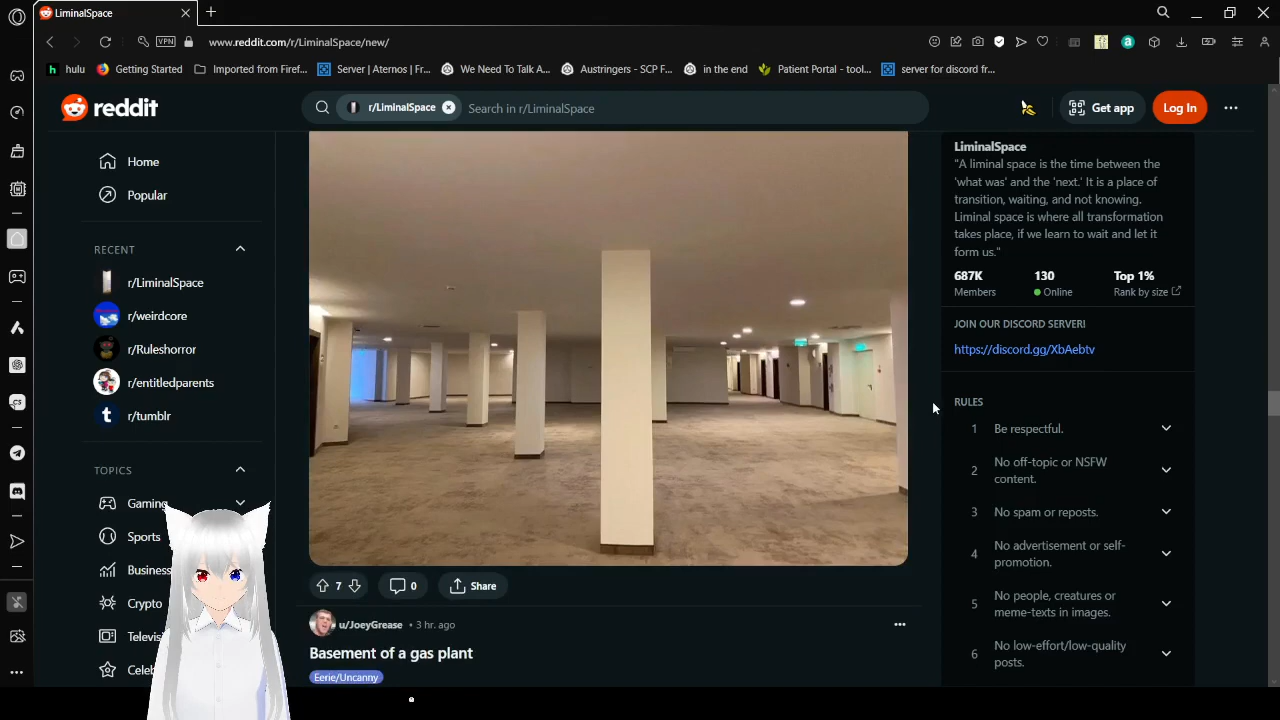 LiminalSpace
VPN
www.reddit.com/r/LiminalSpace/new/
hulu
Getting Started
Imported from Firef...
Server | Aternos | Fr...
We Need To Talk A...
Austringers - SCP F...
in the end
Patient Portal - tool...
server for discord fr...
reddit
r/LiminalSpace
Search in r/LiminalSpace
Get app
Log In
Home
Popular
RECENT
r/LiminalSpace
r/weirdcore
r/Ruleshorror
r/entitledparents
r/tumblr
TOPICS
Gaming
Sports
Business
Crypto
Televisi
Celeb
7
0
Share
u/JoeyGrease • 3 hr. ago
Basement of a gas plant
Eerie/Uncanny
LiminalSpace
"A liminal space is the time between the
'what was' and the 'next.' It is a place of
transition, waiting, and not knowing.
Liminal space is where all transformation
takes place, if we learn to wait and let it
form us."
687K 130 Top 1%
Members Online Rank by size
JOIN OUR DISCORD SERVER!
https://discord.gg/XbAebtv
RULES
1 Be respectful.
2 No off-topic or NSFW
content.
3 No spam or reposts.
4 No advertisement or self-
promotion.
5 No people, creatures or
meme-texts in images.
6 No low-effort/low-quality
posts.